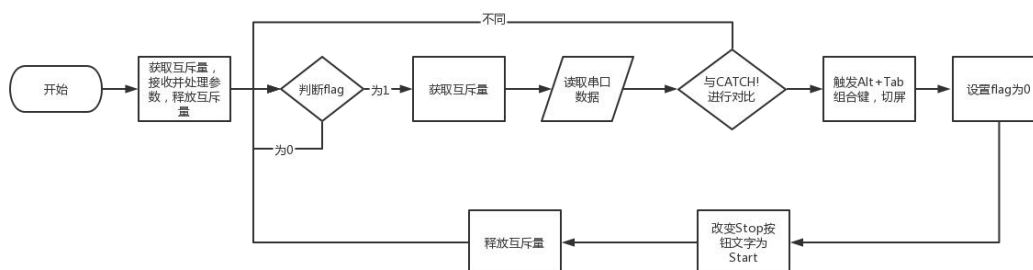 不同
开始
获取互斥量，
接收并处理参
数，释放互斥
量
判断flag
为1
获取互斥量
读取串口
数据
与CATCH!
进行对比
触发Alt+Tab
组合键，切屏
设置flag为0
为0
释放互斥量
改变Stop按
钮文字为
Start